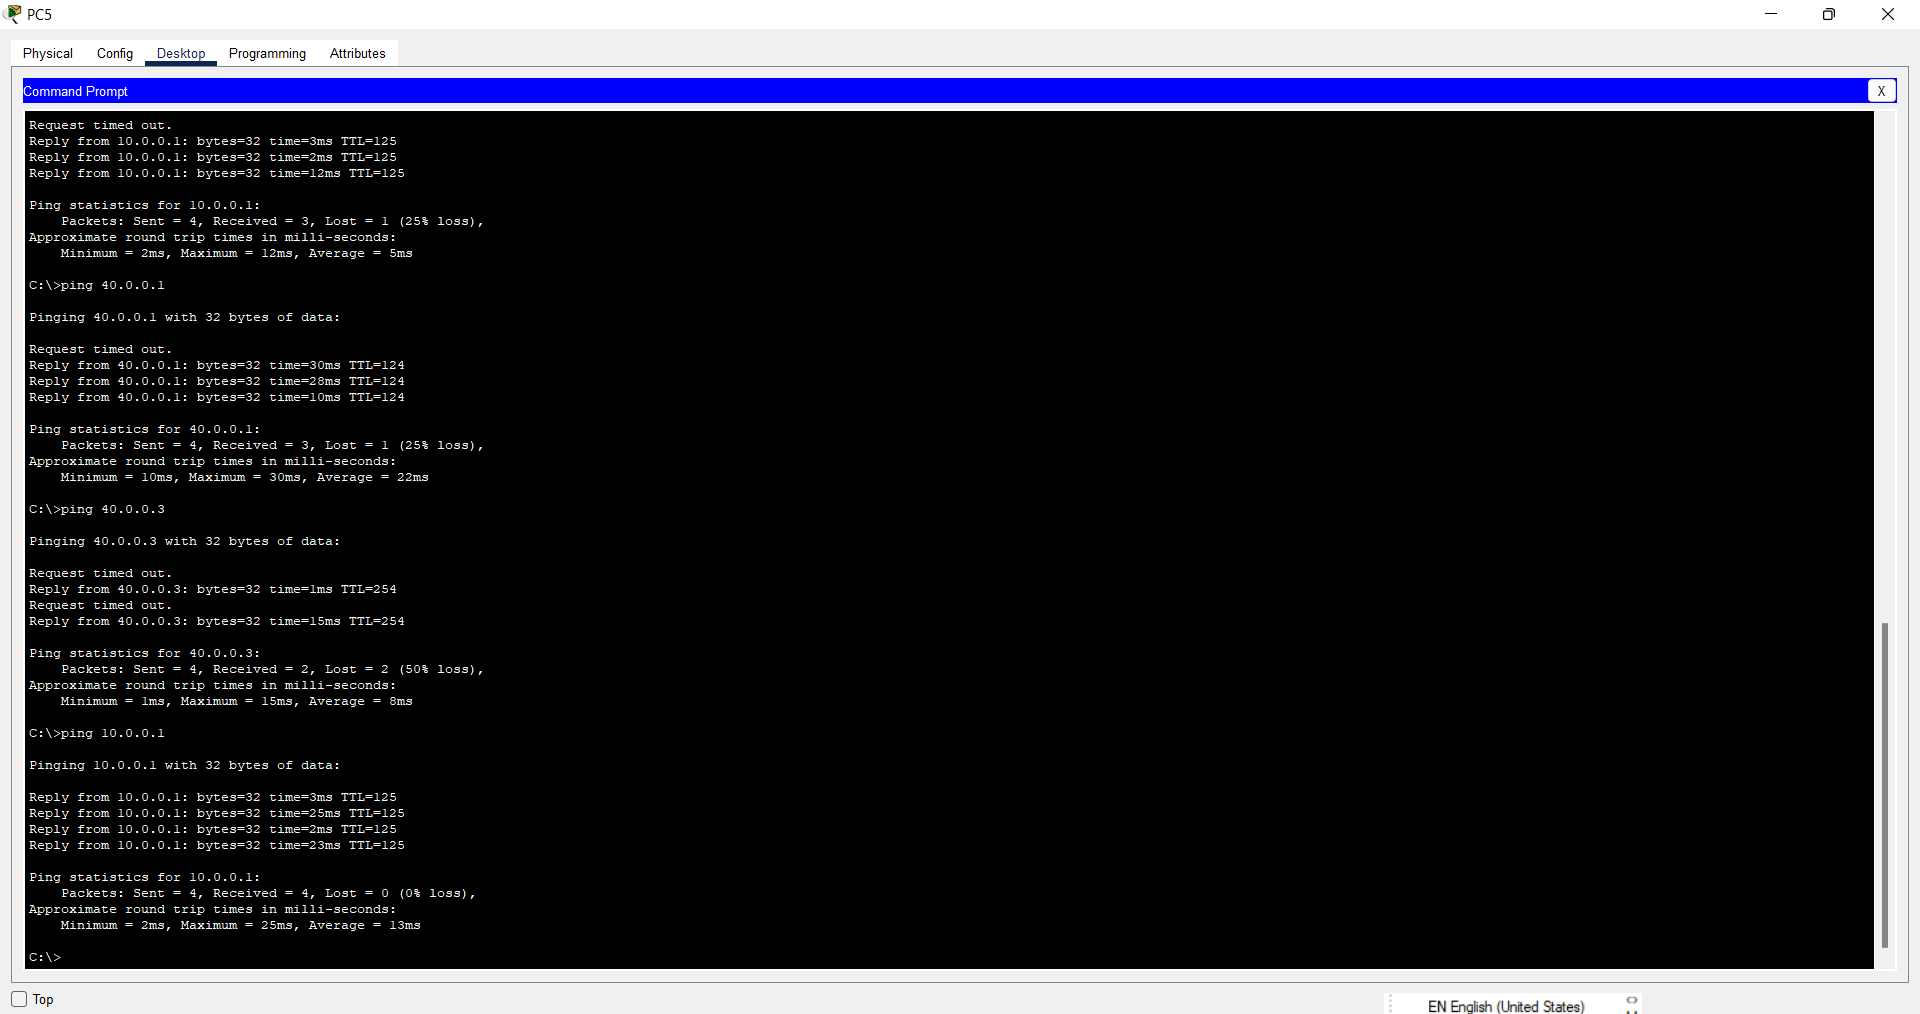 PC5
Physical Config Desktop Programming Attributes
Command Prompt X
Request timed out.
Reply from 10.0.0.1: bytes=32 time=3ms TTL=125
Reply from 10.0.0.1: bytes=32 time=2ms TTL=125
Reply from 10.0.0.1: bytes=32 time=12ms TTL=125
Ping statistics for 10.0.0.1:
Packets: Sent = 4, Received = 3, Lost = 1 (25% loss),
Approximate round trip times in milli-seconds:
Minimum = 2ms, Maximum = 12ms, Average = 5ms
C:\>ping 40.0.0.1
Pinging 40.0.0.1 with 32 bytes of data:
Request timed out.
Reply from 40.0.0.1: bytes=32 time=30ms TTL=124
Reply from 40.0.0.1: bytes=32 time=28ms TTL=124
Reply from 40.0.0.1: bytes=32 time=10ms TTL=124
Ping statistics for 40.0.0.1:
Packets: Sent = 4, Received = 3, Lost = 1 (25% loss),
Approximate round trip times in milli-seconds:
Minimum = 10ms, Maximum = 30ms, Average = 22ms
C:\>ping 40.0.0.3
Pinging 40.0.0.3 with 32 bytes of data:
Request timed out.
Reply from 40.0.0.3: bytes=32 time=1ms TTL=254
Request timed out.
Reply from 40.0.0.3: bytes=32 time=15ms TTL=254
Ping statistics for 40.0.0.3:
Packets: Sent = 4, Received = 2, Lost = 2 (50% loss),
Approximate round trip times in milli-seconds:
Minimum = 1ms, Maximum = 15ms, Average = 8ms
C:\>ping 10.0.0.1
Pinging 10.0.0.1 with 32 bytes of data:
Reply from 10.0.0.1: bytes=32 time=3ms TTL=125
Reply from 10.0.0.1: bytes=32 time=25ms TTL=125
Reply from 10.0.0.1: bytes=32 time=2ms TTL=125
Reply from 10.0.0.1: bytes=32 time=23ms TTL=125
Ping statistics for 10.0.0.1:
Packets: Sent = 4, Received = 4, Lost = 0 (0% loss),
Approximate round trip times in milli-seconds:
Minimum = 2ms, Maximum = 25ms, Average = 13ms
C:\>
Top
EN English (United States)